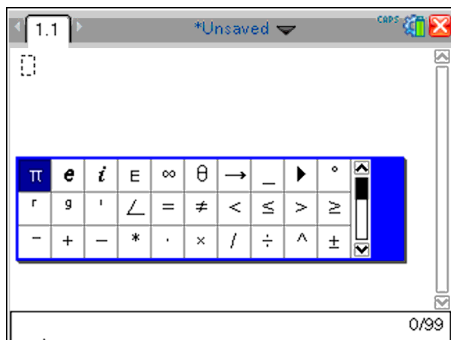 1.1 *Unsaved CAPS
π e i E ∞ θ → _ ▶ °
r g ' ∠ = ≠ < ≤ > ≥
− + − * · × / ÷ ^ ±
0/99